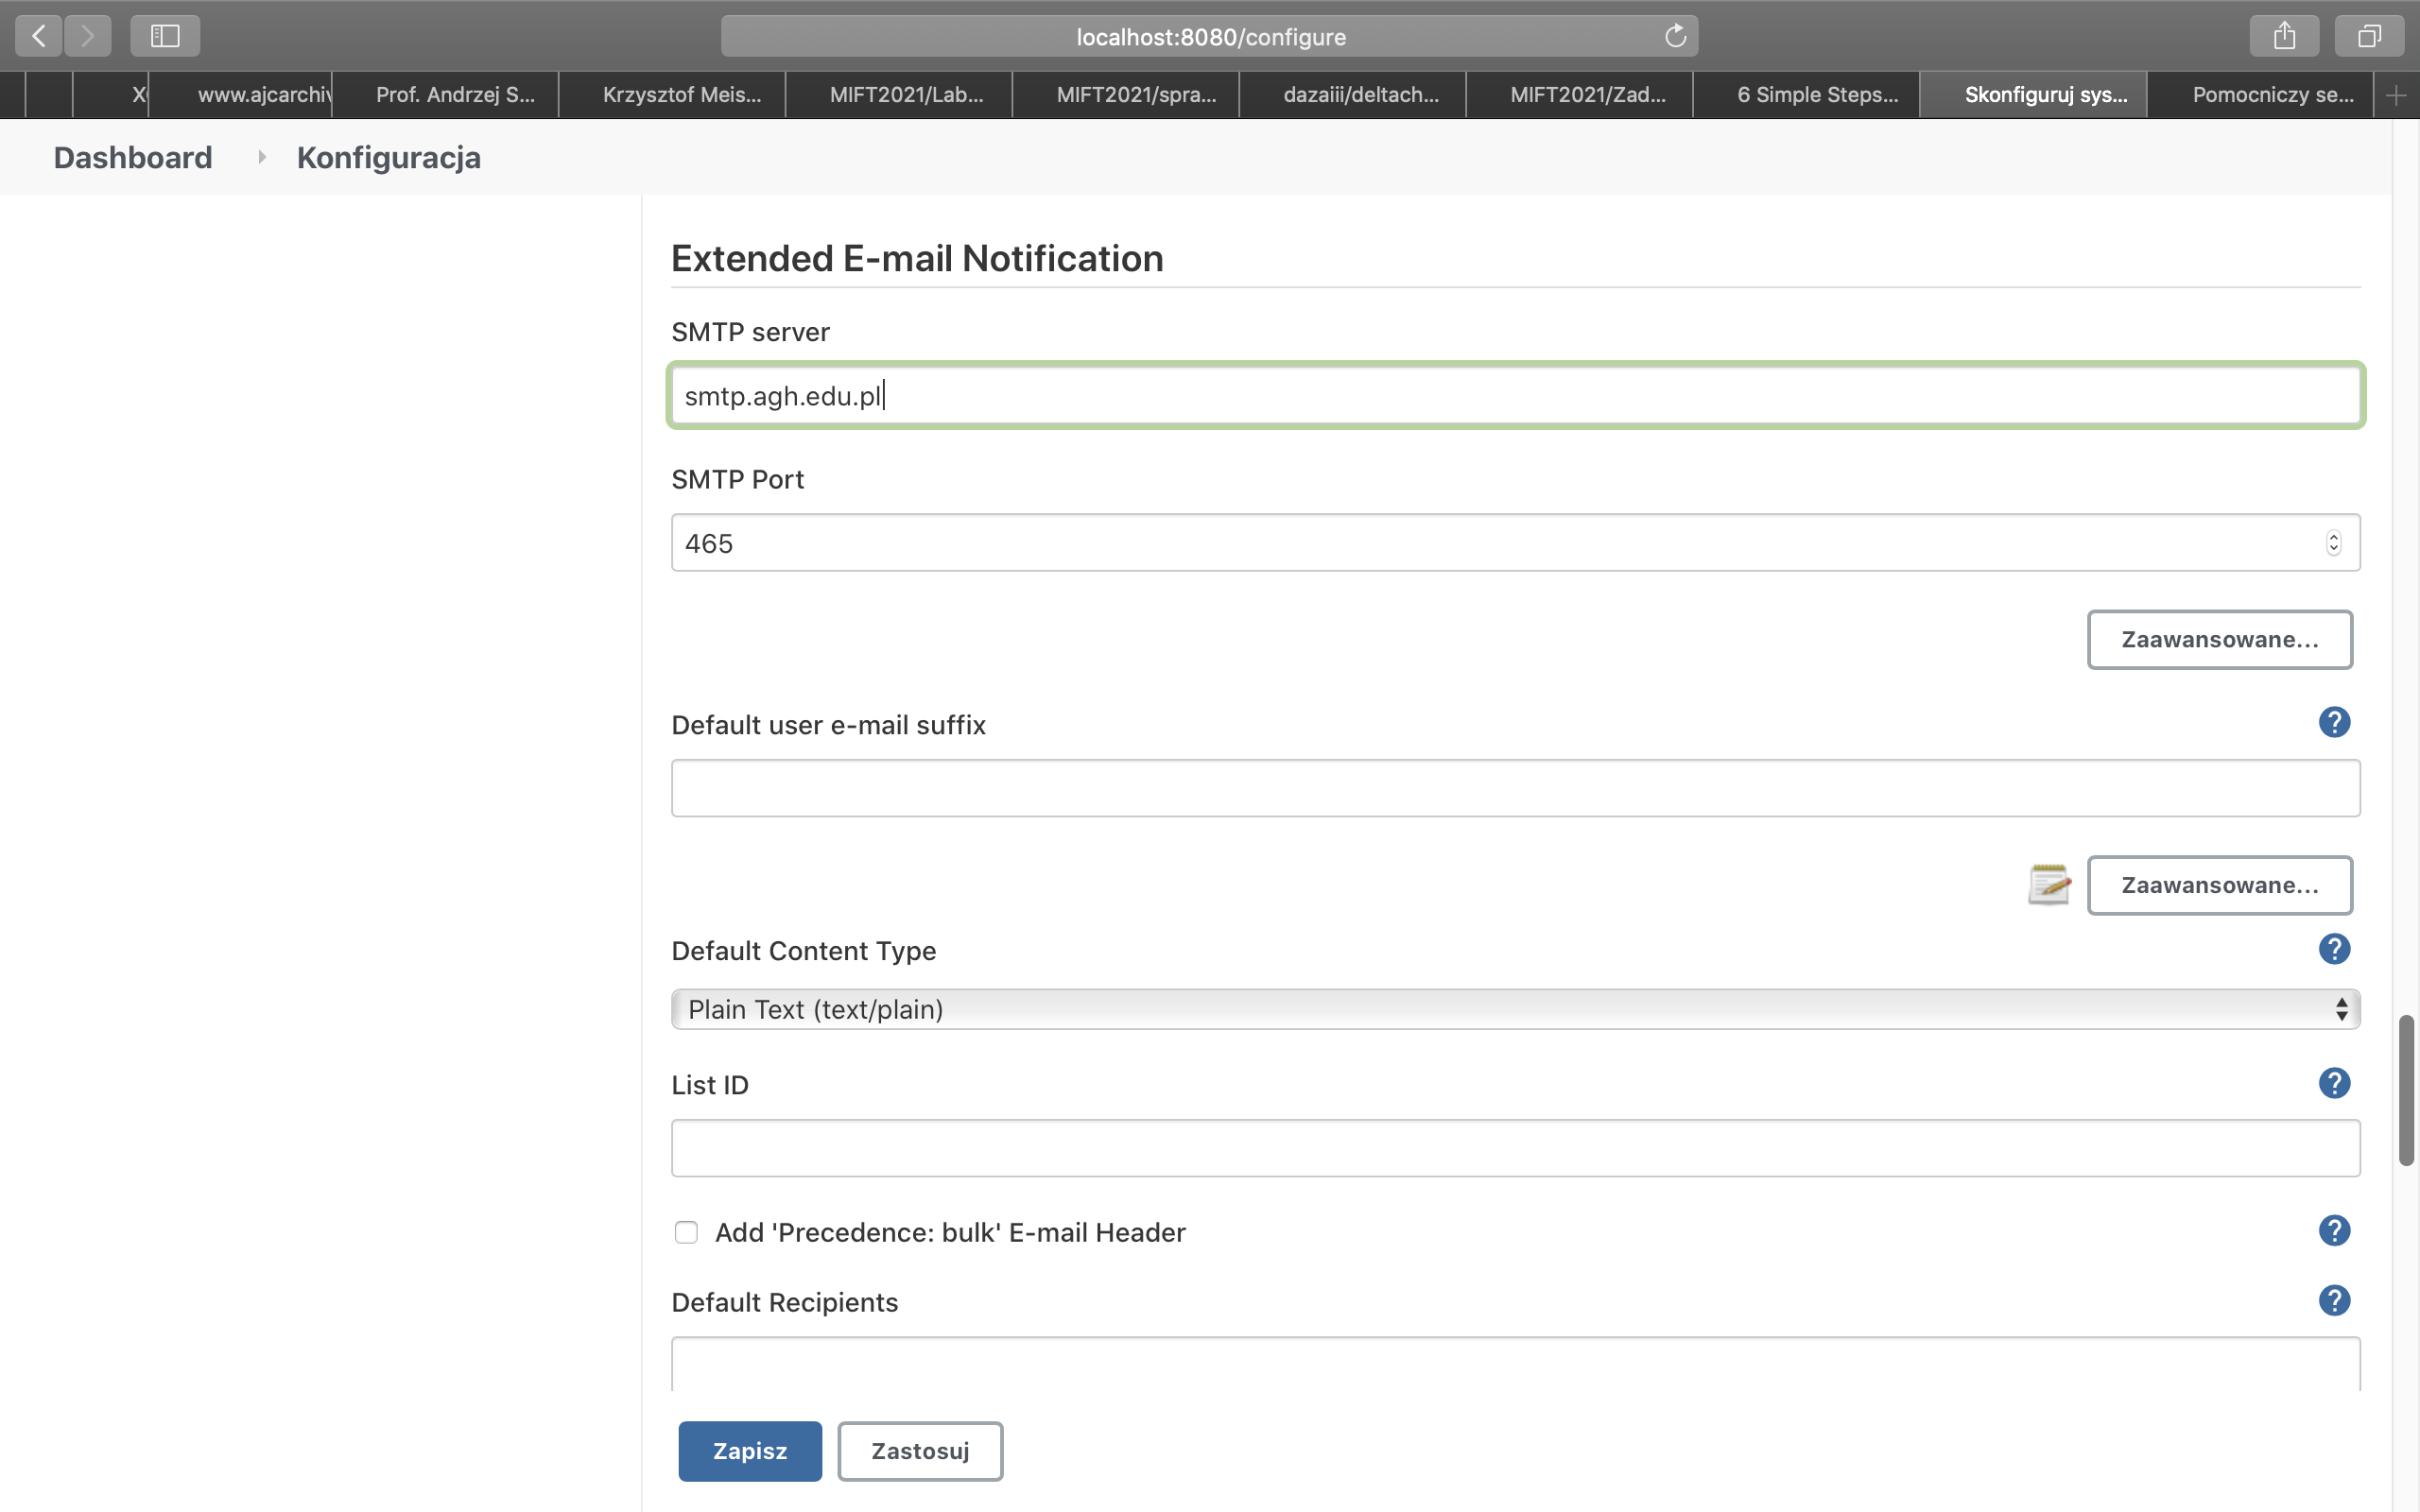 localhost:8080/configure
X
www.ajcarchiv
Prof. Andrzej S...
Krzysztof Meis...
MIFT2021/Lab...
MIFT2021/spra...
dazaiii/deltach...
MIFT2021/Zad...
6 Simple Steps...
Skonfiguruj sys...
Pomocniczy se...
Dashboard
Konfiguracja
Extended E-mail Notification
SMTP server
smtp.agh.edu.pl
SMTP Port
465
Zaawansowane...
Default user e-mail suffix
?
Zaawansowane...
Default Content Type
?
Plain Text (text/plain)
List ID
?
Add 'Precedence: bulk' E-mail Header
?
Default Recipients
?
Zapisz
Zastosuj